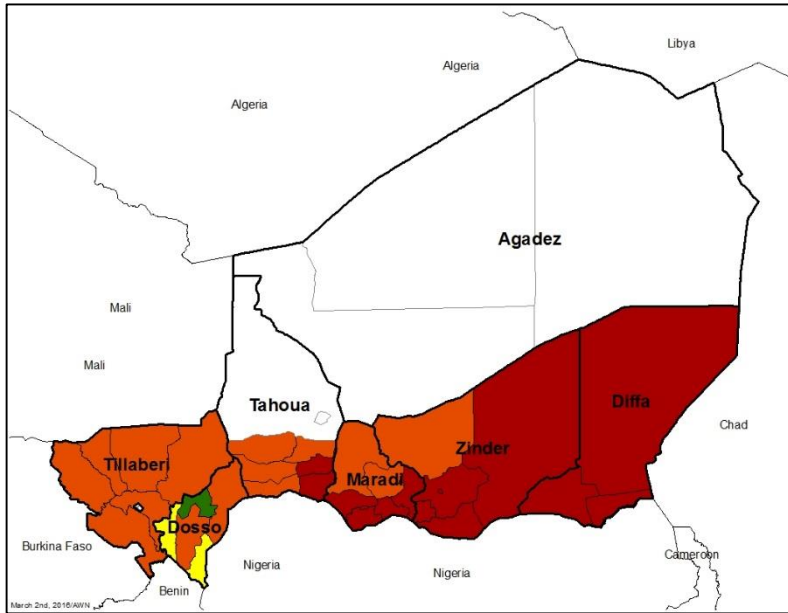 Libya
Algeria
Algeria
Agadez
Mali
Mali
Tahoua
Diffa
Chad
Zinder
Tillaberi
Maradi
Dosso
Burkina Faso
Nigeria
Nigeria
Cameroon
Benin
March 2nd, 2016/AWN